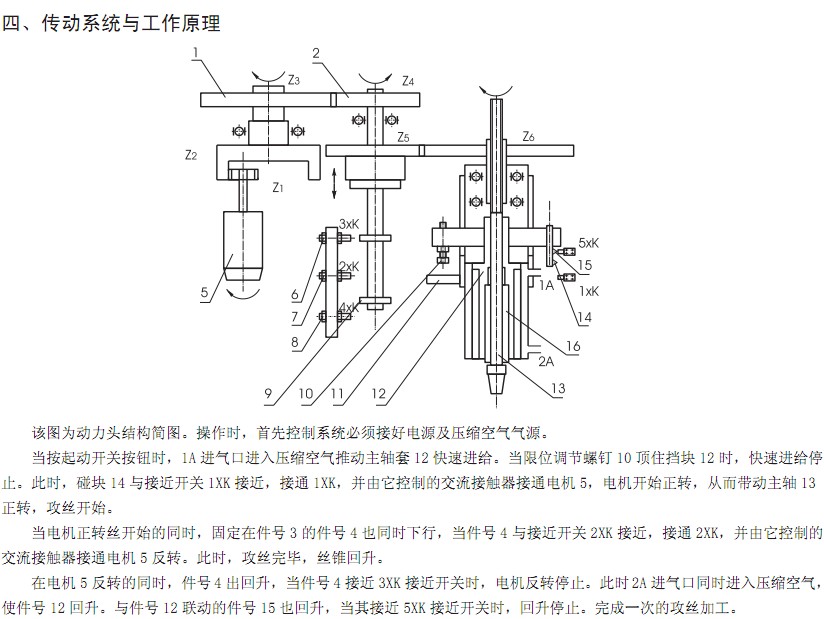 四、传动系统与工作原理
1
2
Z3
Z4
Z5
Z6
Z2
Z1
3xK
2xK
4xK
5xK
15
1A
1xK
14
5
6
7
8
16
2A
13
9
10
11
12
该图为动力头结构简图。操作时，首先控制系统必须接好电源及压缩空气气源。
当按起动开关按钮时，1A 进气口进入压缩空气推动主轴套 12 快速进给。当限位调节螺钉 10 顶住挡块 12 时，快速进给停
止。此时，碰块 14 与接近开关 1XK 接近，接通 1XK，并由它控制的交流接触器接通电机 5，电机开始正转，从而带动主轴 13
正转，攻丝开始。
当电机正转丝开始的同时，固定在件号 3 的件号 4 也同时下行，当件号 4 与接近开关 2XK 接近，接通 2XK，并由它控制的
交流接触器接通电机 5 反转。此时，攻丝完毕，丝锥回升。
在电机 5 反转的同时，件号 4 出回升，当件号 4 接近 3XK 接近开关时，电机反转停止。此时 2A 进气口同时进入压缩空气，
使件号 12 回升。与件号 12 联动的件号 15 也回升，当其接近 5XK 接近开关时，回升停止。完成一次的攻丝加工。